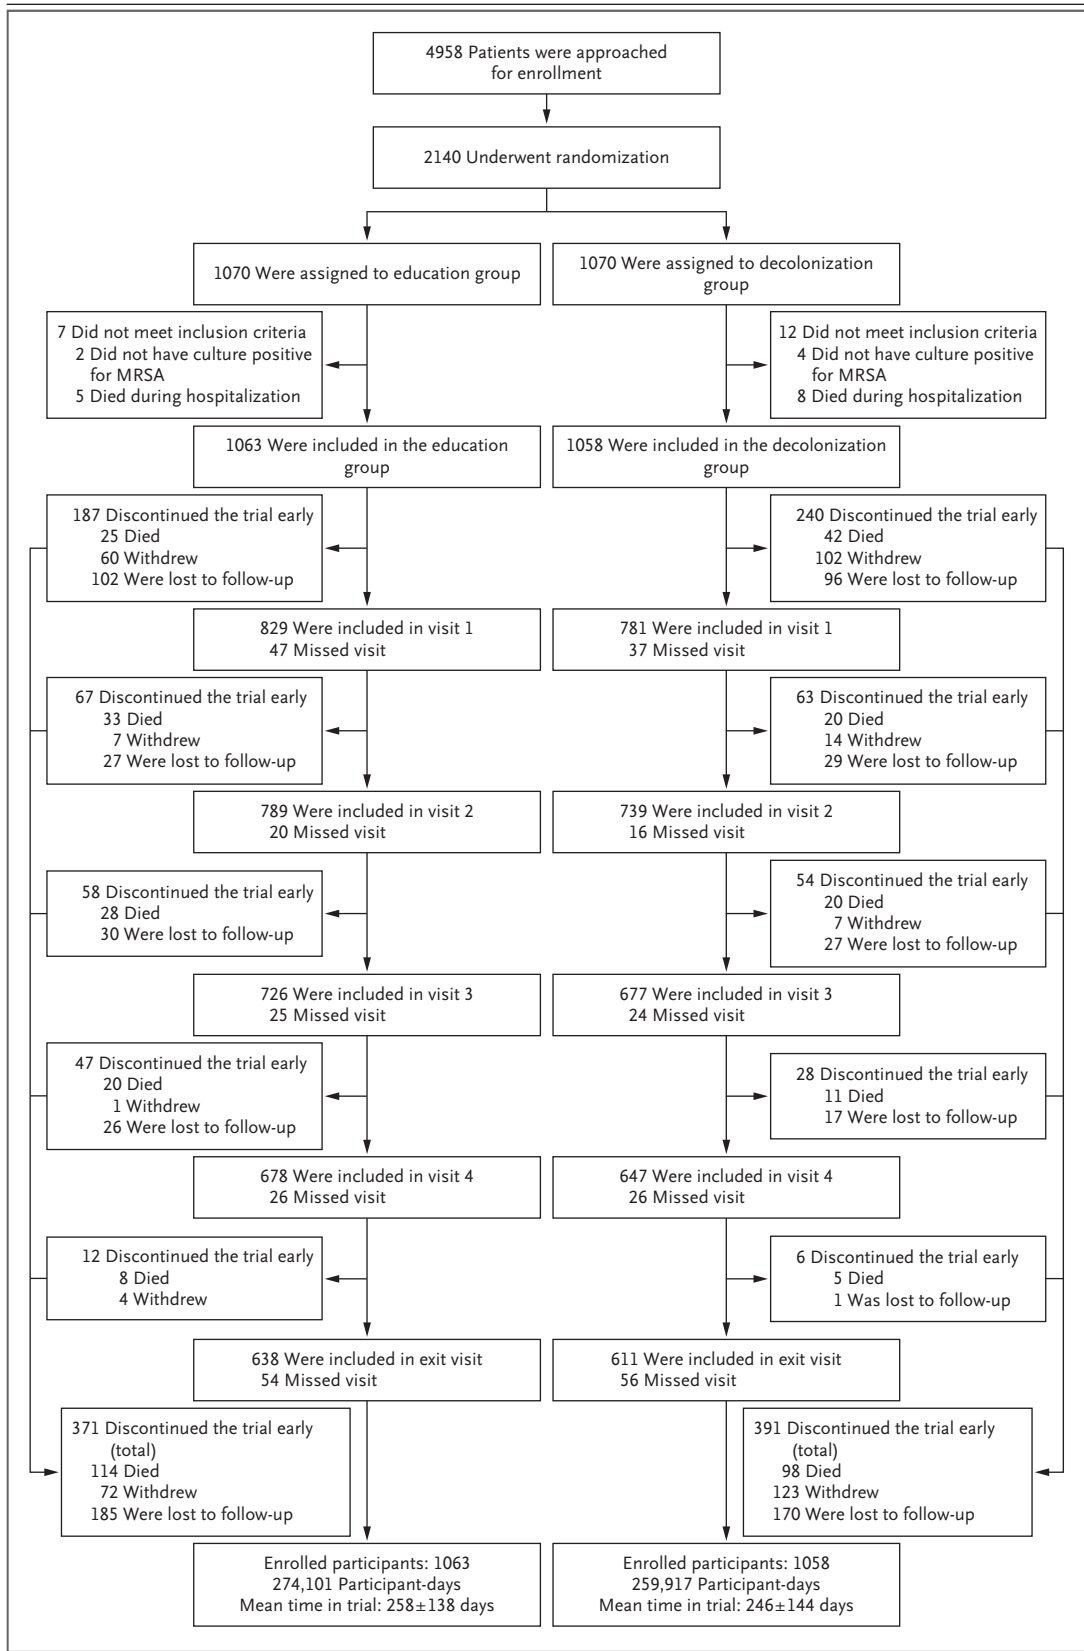 4958 Patients were approached
for enrollment
2140 Underwent randomization
1070 Were assigned to education group
1070 Were assigned to decolonization
group
7 Did not meet inclusion criteria
2 Did not have culture positive
for MRSA
5 Died during hospitalization
12 Did not meet inclusion criteria
4 Did not have culture positive
for MRSA
8 Died during hospitalization
1063 Were included in the education
group
1058 Were included in the decolonization
group
187 Discontinued the trial early
25 Died
60 Withdrew
102 Were lost to follow-up
240 Discontinued the trial early
42 Died
102 Withdrew
96 Were lost to follow-up
829 Were included in visit 1
47 Missed visit
781 Were included in visit 1
37 Missed visit
67 Discontinued the trial early
33 Died
7 Withdrew
27 Were lost to follow-up
63 Discontinued the trial early
20 Died
14 Withdrew
29 Were lost to follow-up
789 Were included in visit 2
20 Missed visit
739 Were included in visit 2
16 Missed visit
58 Discontinued the trial early
28 Died
30 Were lost to follow-up
54 Discontinued the trial early
20 Died
7 Withdrew
27 Were lost to follow-up
726 Were included in visit 3
25 Missed visit
677 Were included in visit 3
24 Missed visit
47 Discontinued the trial early
20 Died
1 Withdrew
26 Were lost to follow-up
28 Discontinued the trial early
11 Died
17 Were lost to follow-up
678 Were included in visit 4
26 Missed visit
647 Were included in visit 4
26 Missed visit
12 Discontinued the trial early
8 Died
4 Withdrew
6 Discontinued the trial early
5 Died
1 Was lost to follow-up
638 Were included in exit visit
54 Missed visit
611 Were included in exit visit
56 Missed visit
371 Discontinued the trial early
(total)
114 Died
72 Withdrew
185 Were lost to follow-up
391 Discontinued the trial early
(total)
98 Died
123 Withdrew
170 Were lost to follow-up
Enrolled participants: 1063
274,101 Participant-days
Mean time in trial: 258±138 days
Enrolled participants: 1058
259,917 Participant-days
Mean time in trial: 246±144 days